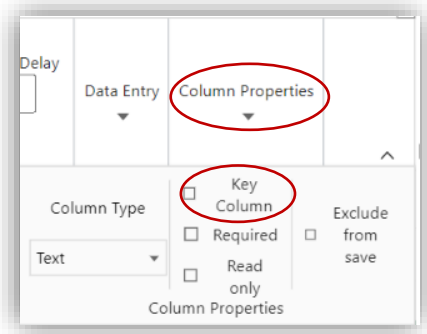 Delay
Data Entry
Column Properties
Column Type
Text
Key
Column
Required
Read
only
Exclude
from
save
Column Properties